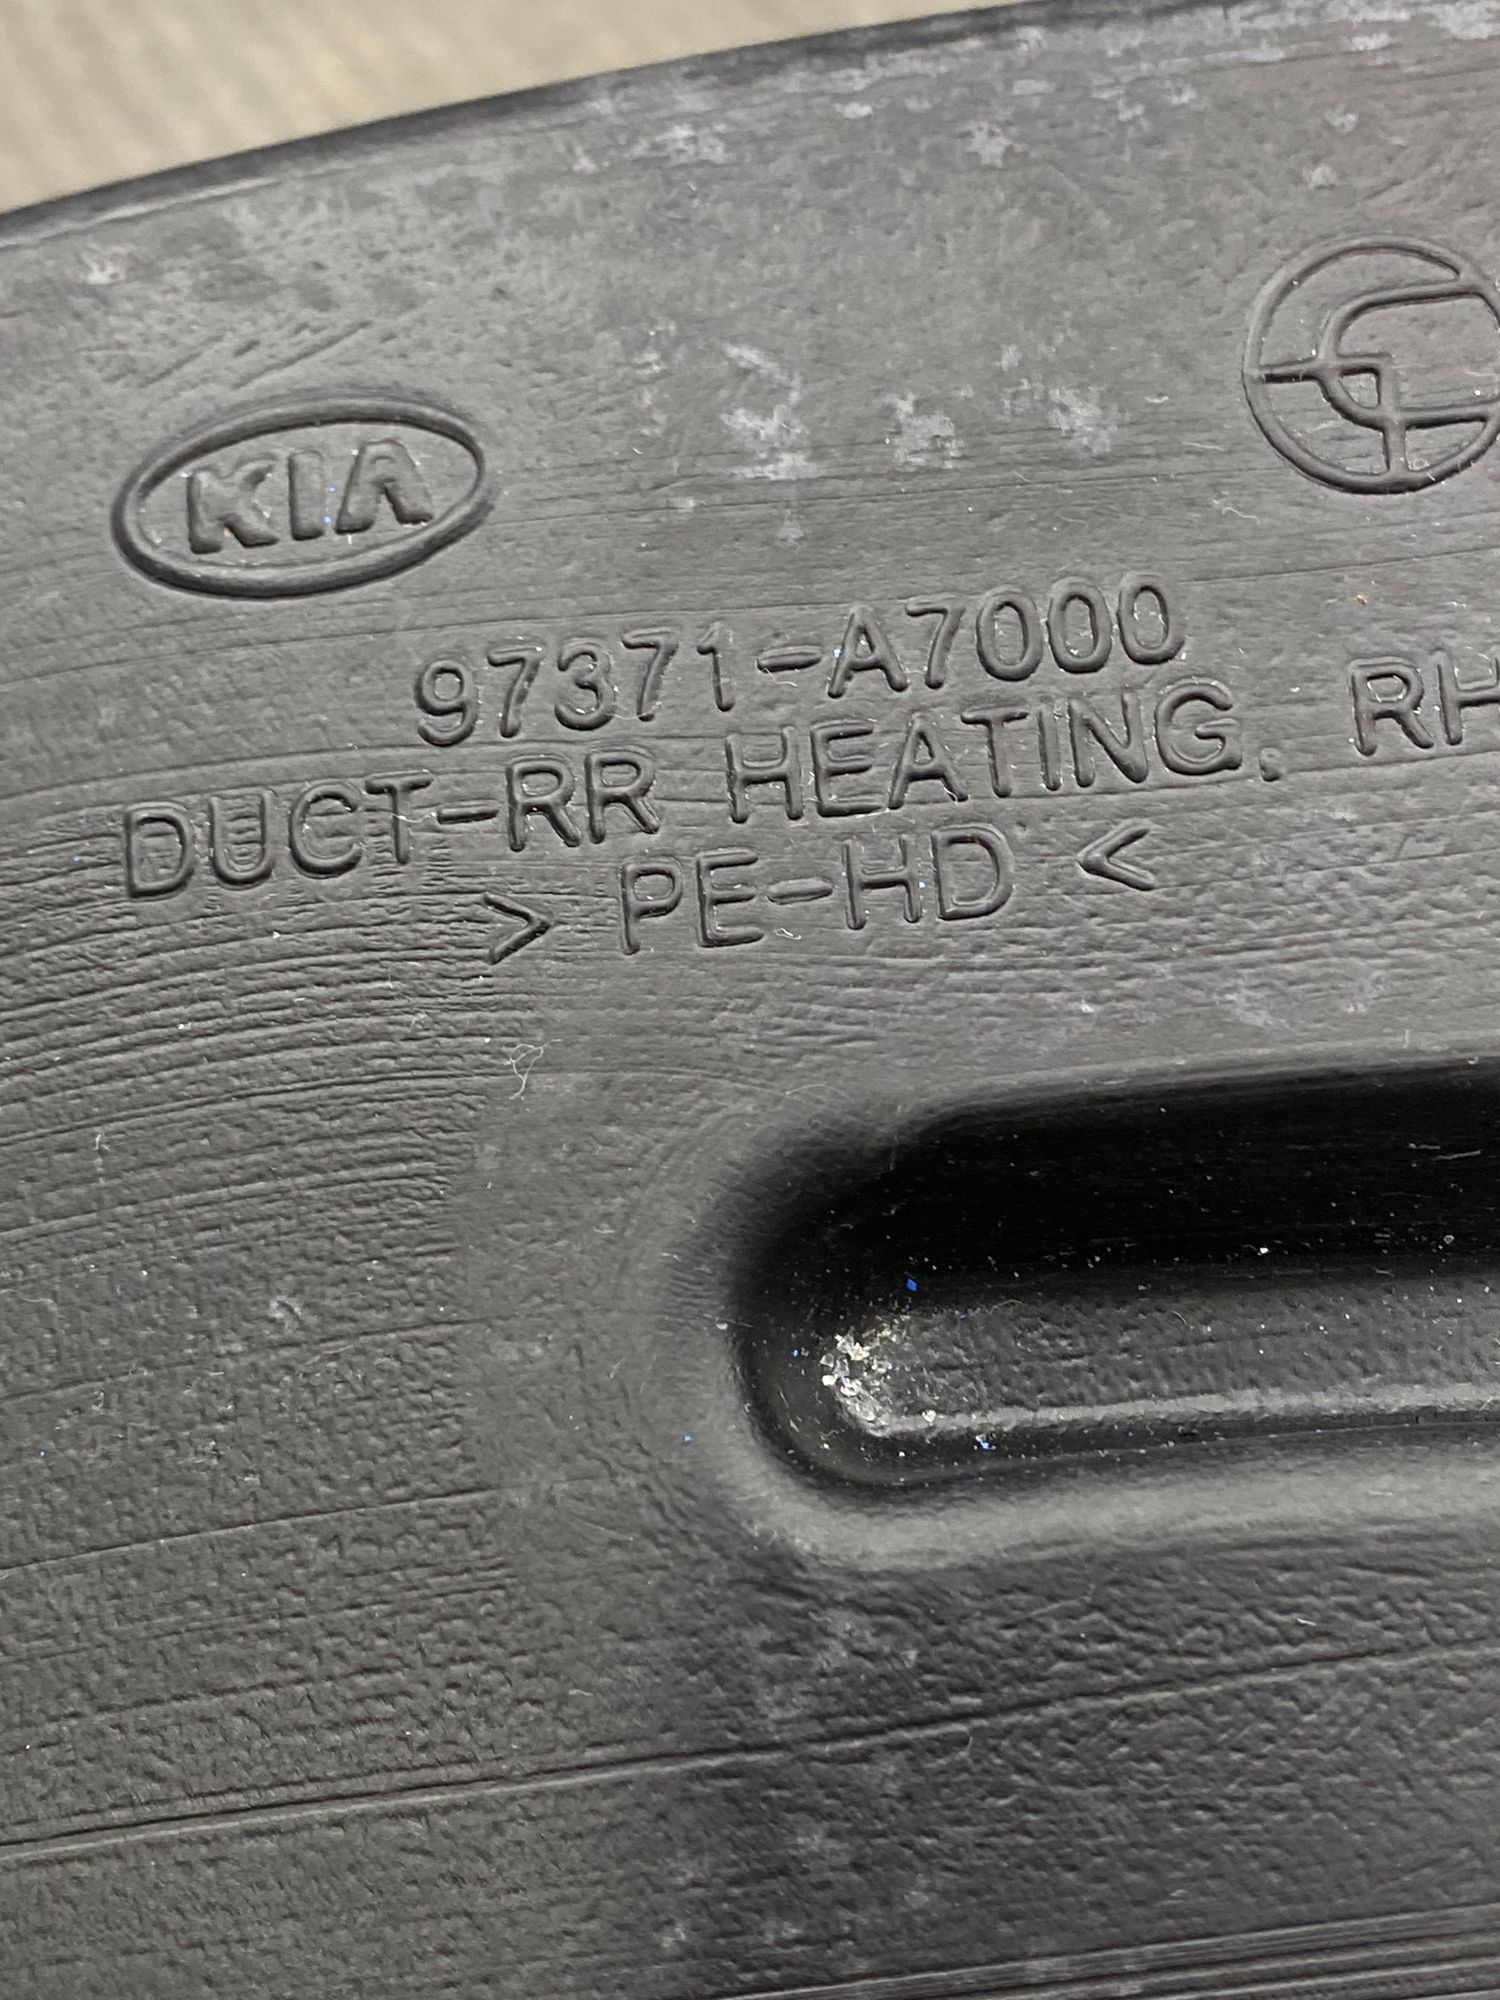 KIA
97371-A7000
DUCT-RR HEATING. RH
> PE-HD <